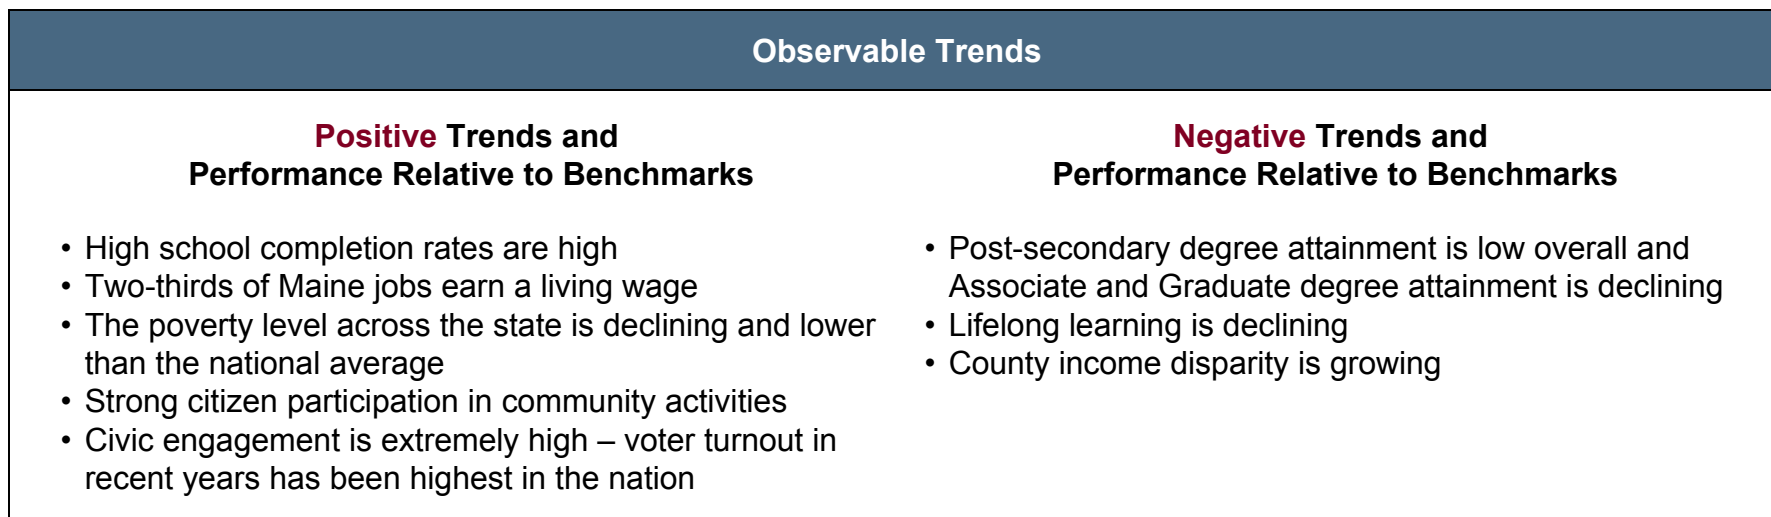 Observable Trends
Positive Trends and
Performance Relative to Benchmarks
• High school completion rates are high
• Two-thirds of Maine jobs earn a living wage
• The poverty level across the state is declining and lower
than the national average
• Strong citizen participation in community activities
• Civic engagement is extremely high – voter turnout in
recent years has been highest in the nation
Negative Trends and
Performance Relative to Benchmarks
• Post-secondary degree attainment is low overall and
Associate and Graduate degree attainment is declining
• Lifelong learning is declining
• County income disparity is growing